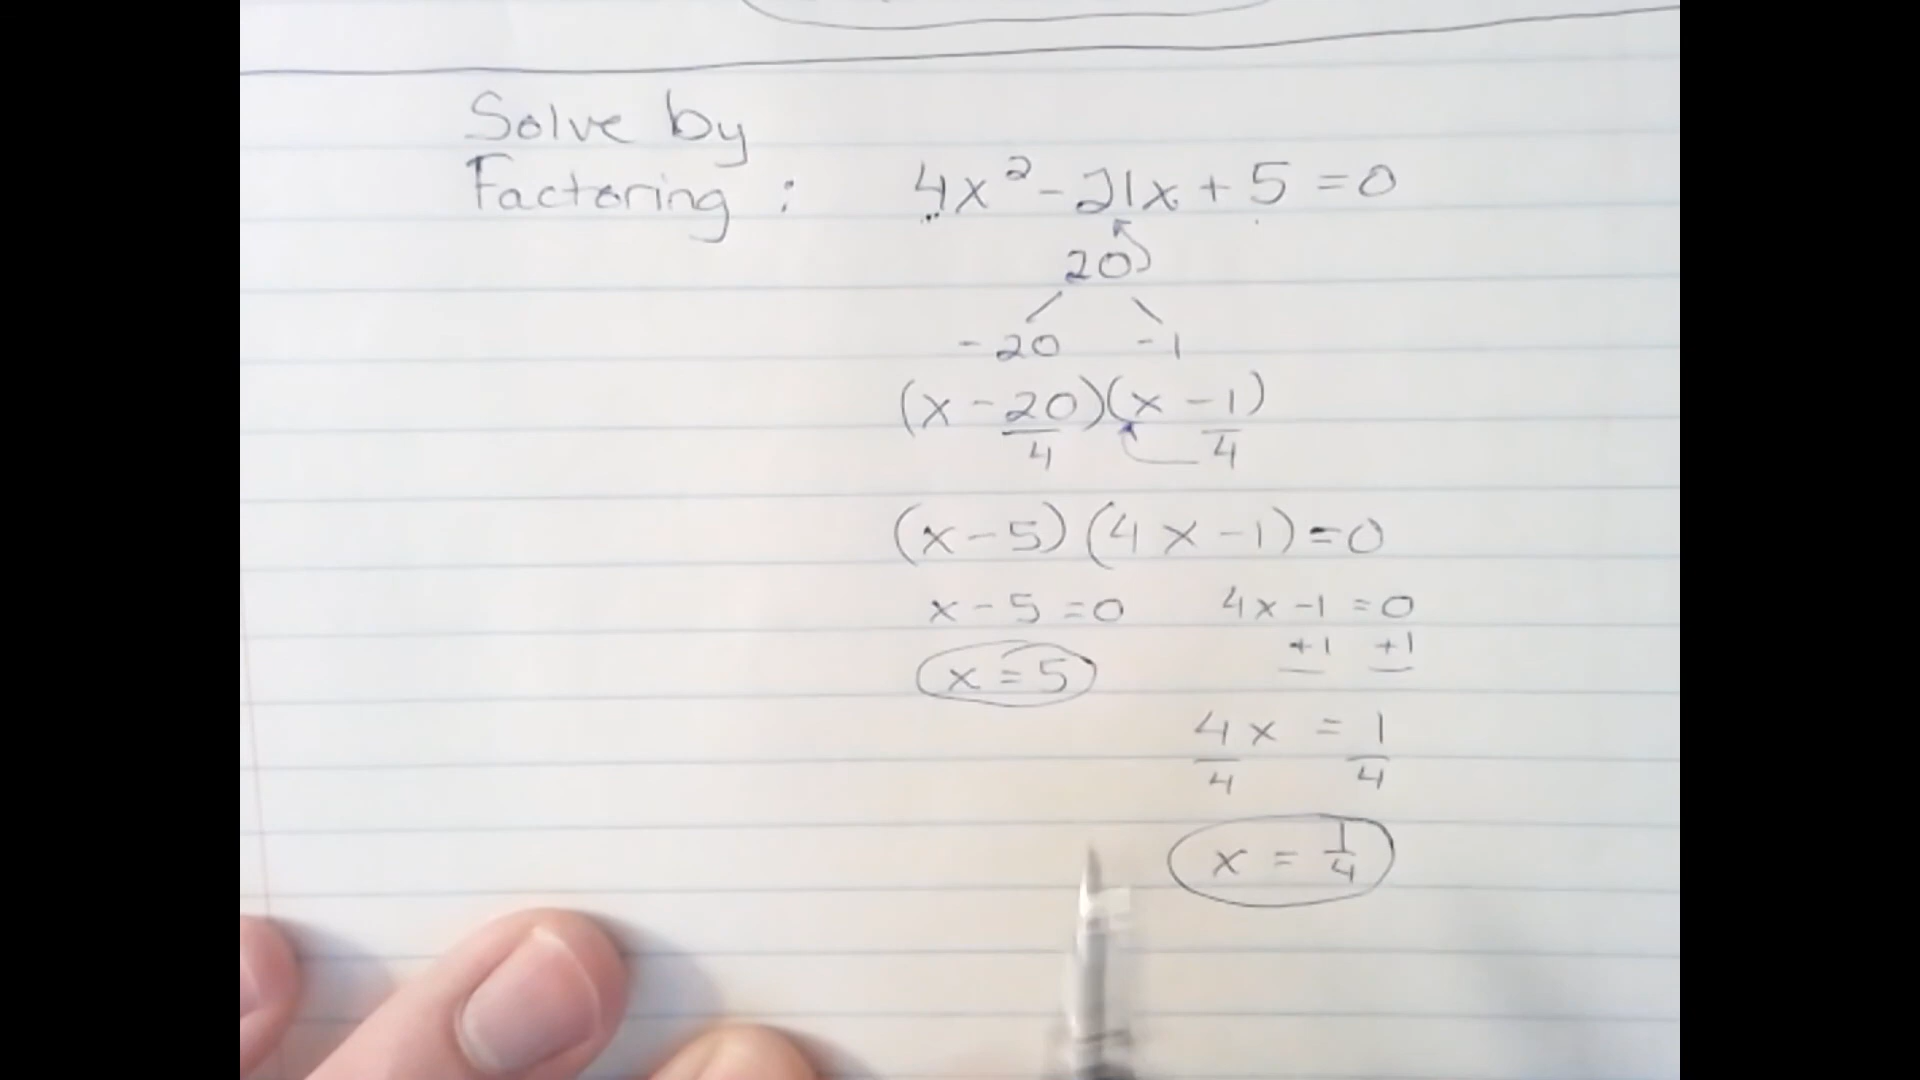 Solve by
Factoring : 4x² - 21x + 5 = 0
20
-20 -1
(x - 20/4)(x - 1/4)
(x - 5) (4x - 1) = 0
x - 5 = 0 4x - 1 = 0
+1 +1
x = 5
4x/4 = 1/4
x = 1/4